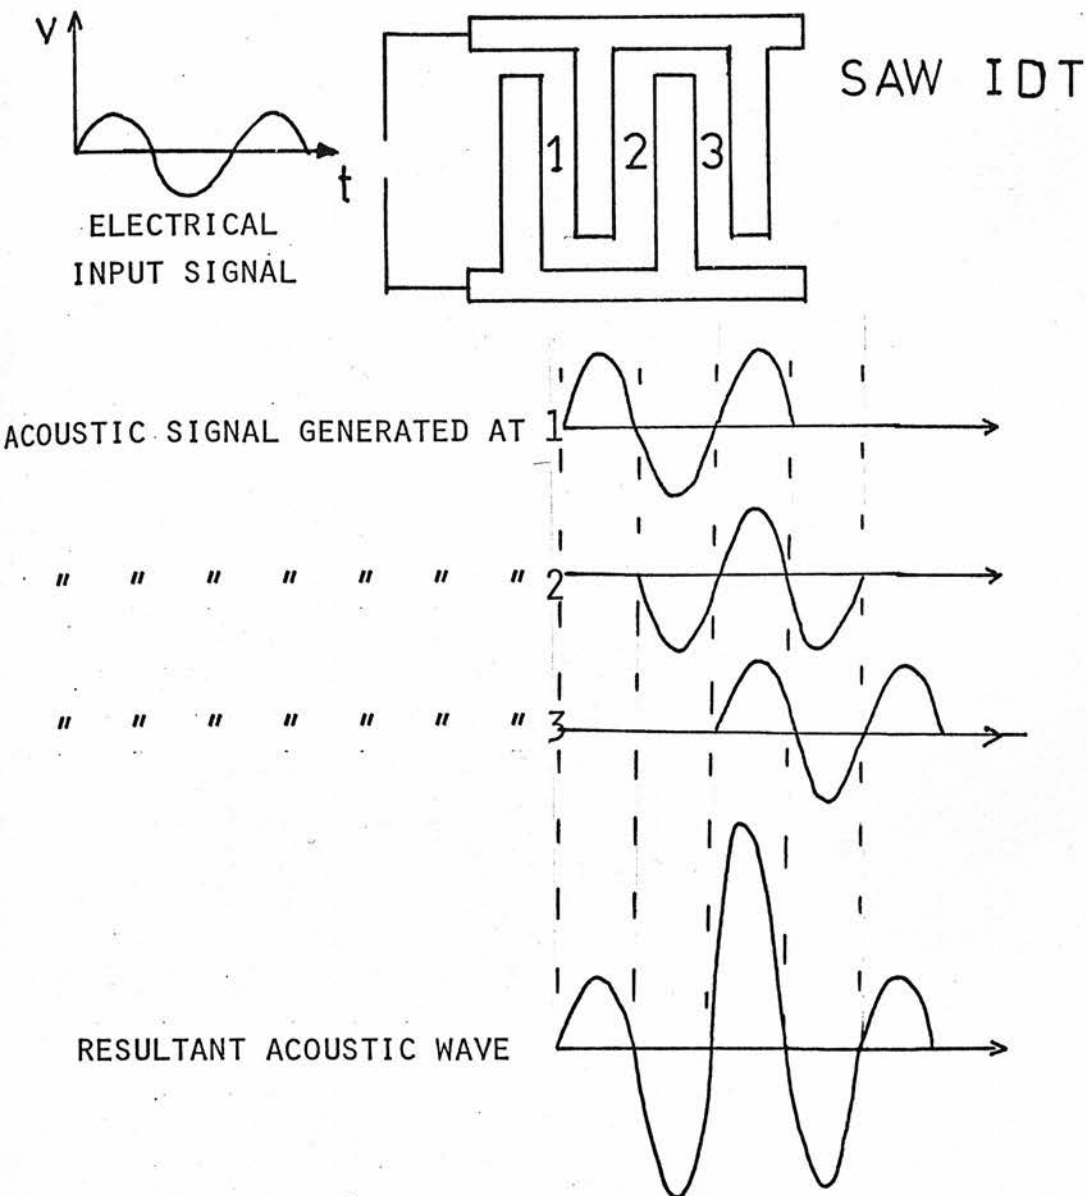 V
SAW IDT
1 2 3
t
ELECTRICAL
INPUT SIGNAL
ACOUSTIC SIGNAL GENERATED AT 1
" " " " " " " 2
" " " " " " " 3
RESULTANT ACOUSTIC WAVE